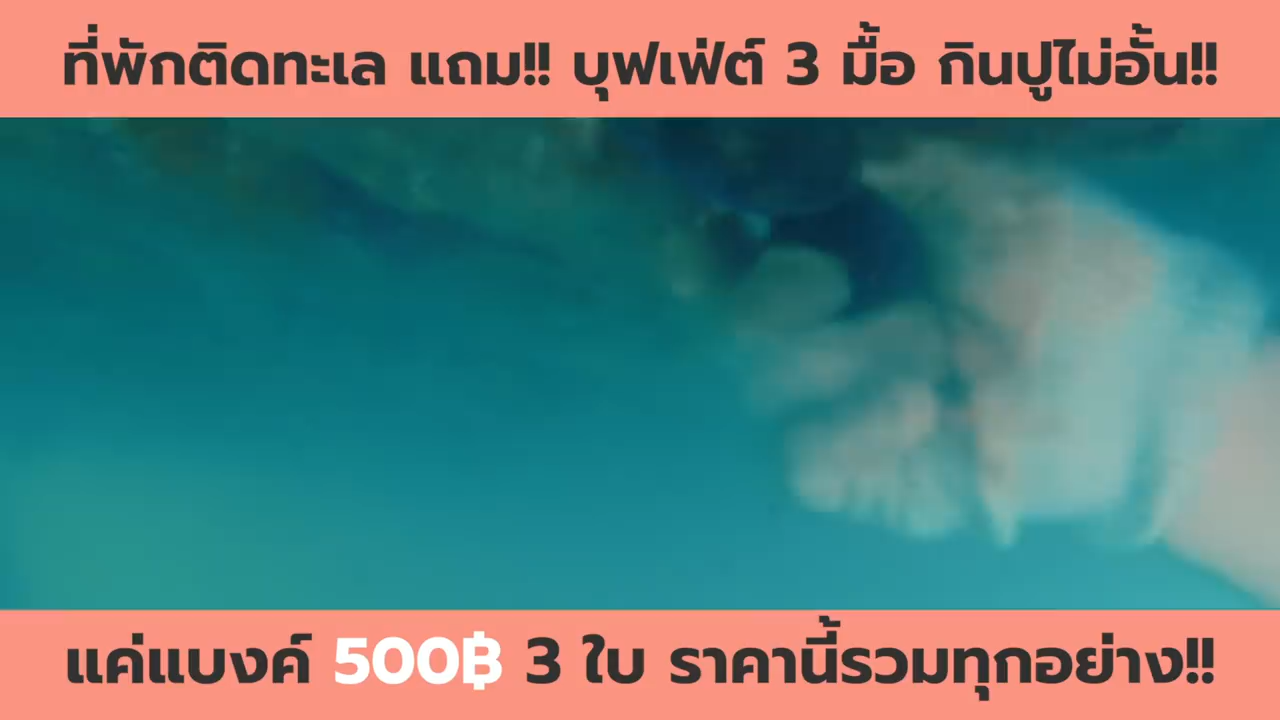 ที่พักติดทะเล แถม!! บุฟเฟ่ต์ 3 มื้อ กินปูไม่อั้น!!
แค่แบงค์ 500฿ 3 ใบ ราคานี้รวมทุกอย่าง!!